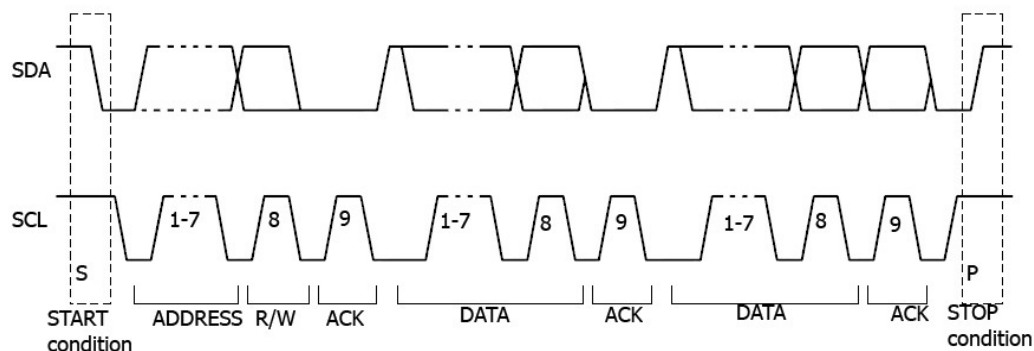 SDA
SCL
1-7 8 9 1-7 8 9 1-7 8 9
S P
START ADDRESS R/W ACK DATA ACK DATA ACK STOP
condition condition